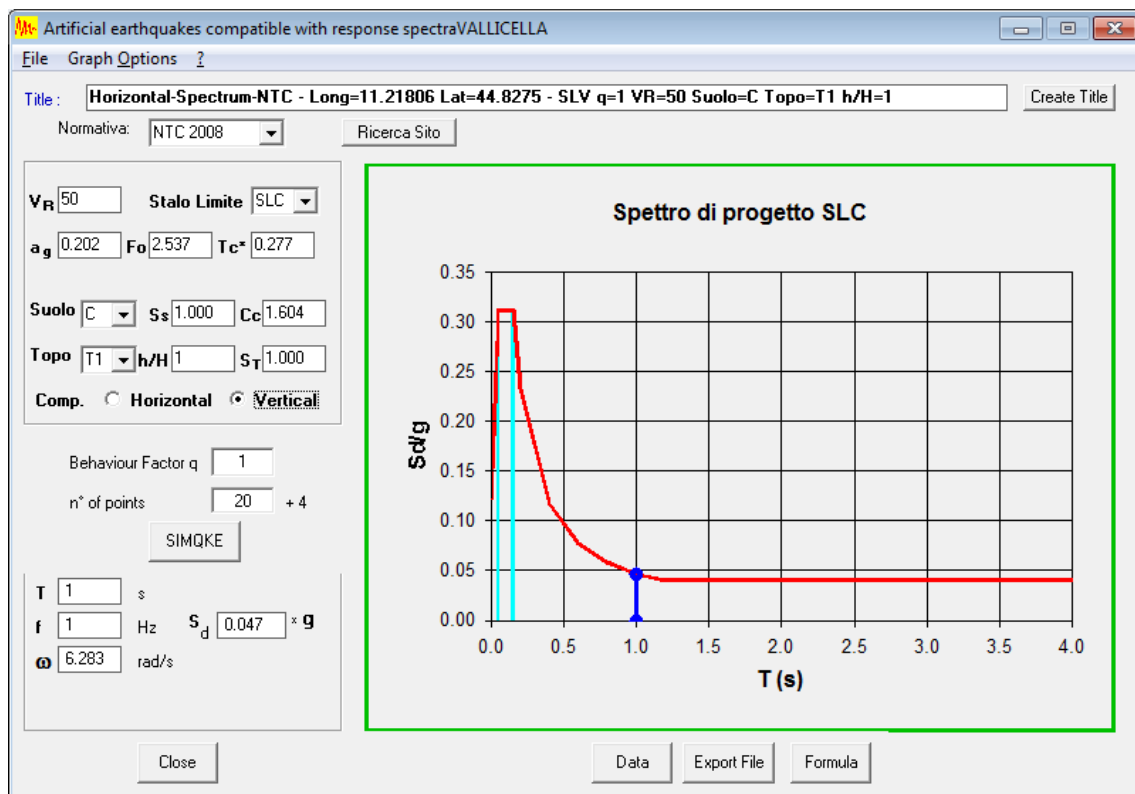 Artificial earthquakes compatible with response spectraVALLICELLA
File Graph Options ?
Title : Horizontal-Spectrum-NTC - Long=11.21806 Lat=44.8275 - SLV q=1 VR=50 Suolo=C Topo=T1 h/H=1 Create Title
Normativa: NTC 2008 Ricerca Sito
VR 50 Stalo Limite SLC
ag 0.202 Fo 2.537 Tc* 0.277
Suolo C Ss 1.000 Cc 1.604
Topo T1 h/H 1 ST 1.000
Comp. Horizontal Vertical
Behaviour Factor q 1
n° of points 20 + 4
SIMQKE
T 1 s
f 1 Hz Sd 0.047 × g
ω 6.283 rad/s
Spettro di progetto SLC
Sd/g
0.35
0.30
0.25
0.20
0.15
0.10
0.05
0.00
0.0 0.5 1.0 1.5 2.0 2.5 3.0 3.5 4.0
T (s)
Close Data Export File Formula